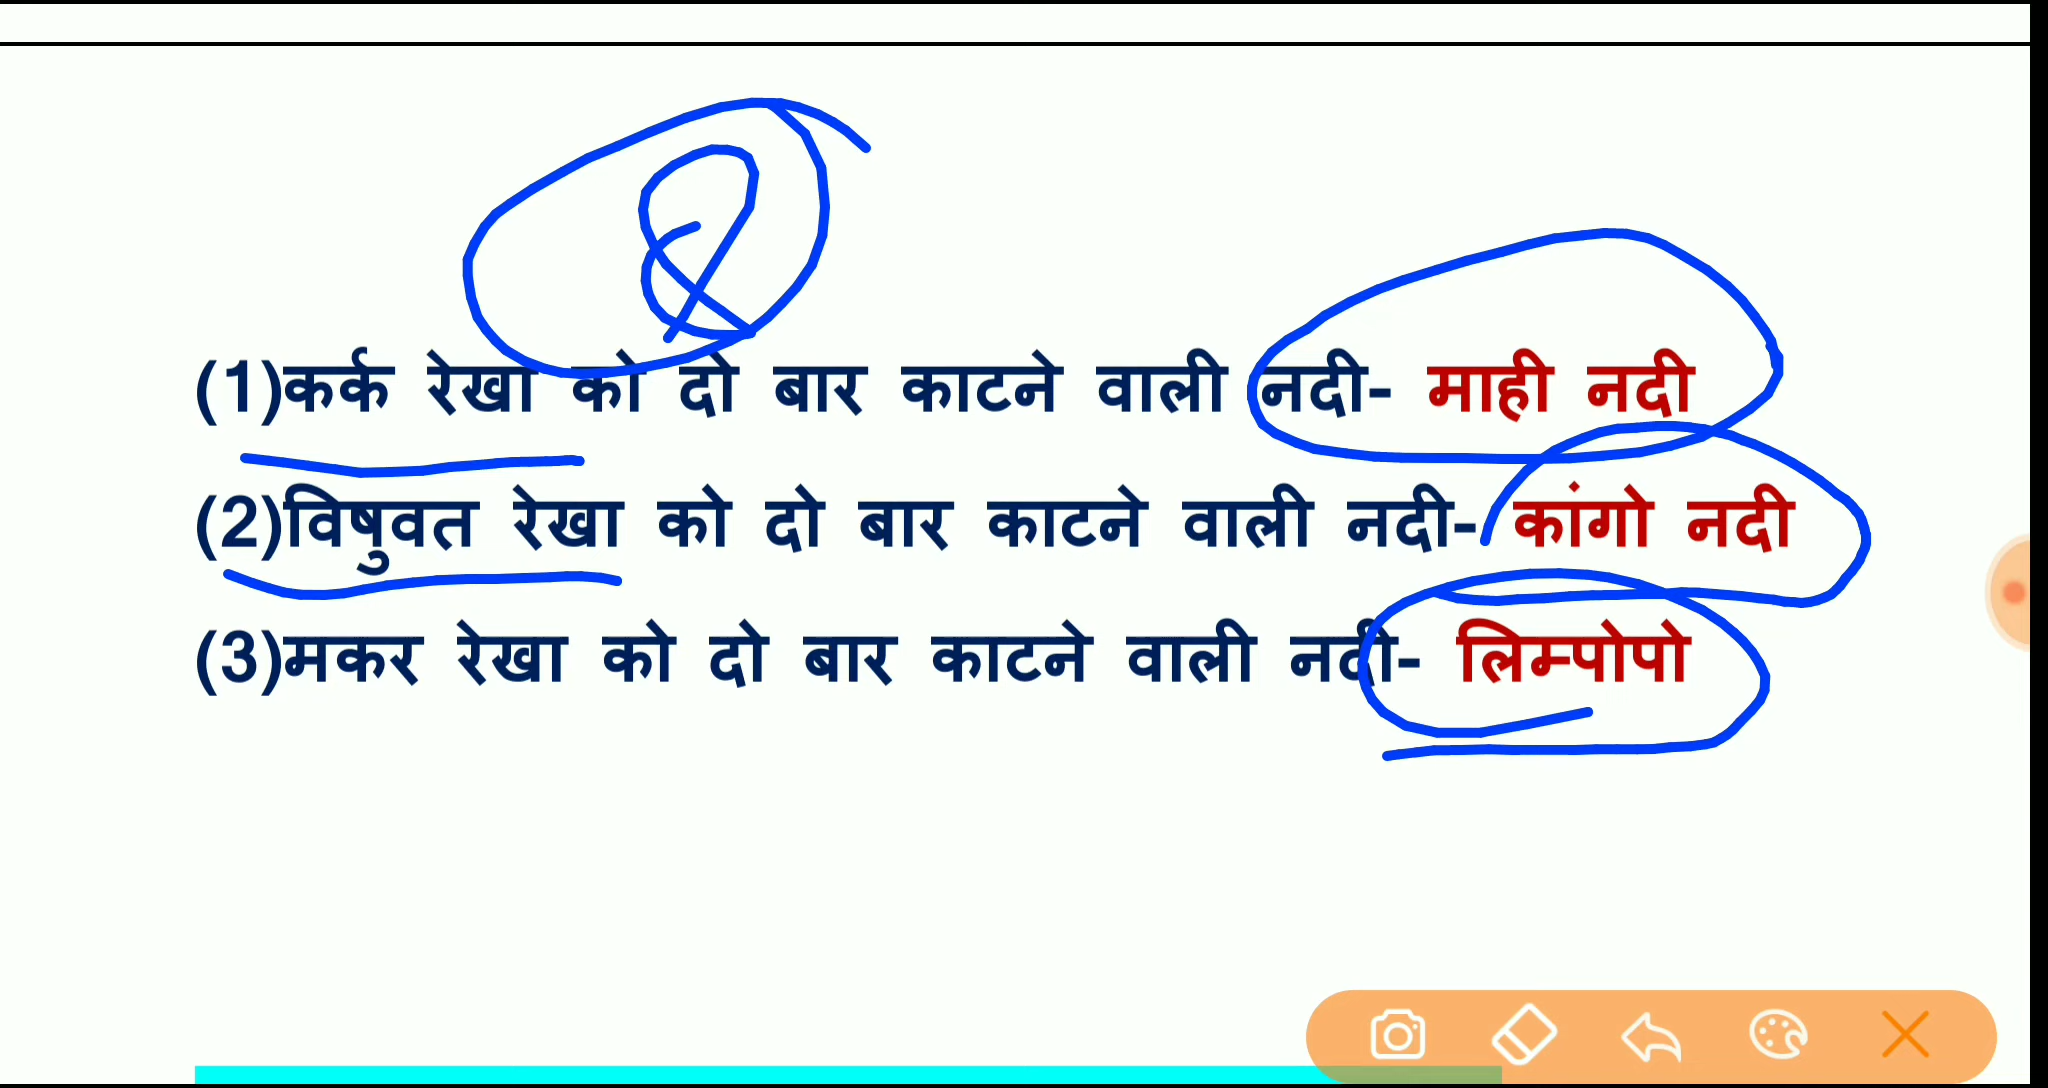 (1)कर्क रेखा को दो बार काटने वाली नदी- माही नदी
(2)विषुवत रेखा को दो बार काटने वाली नदी- कांगो नदी
(3)मकर रेखा को दो बार काटने वाली नदी- लिम्पोपो